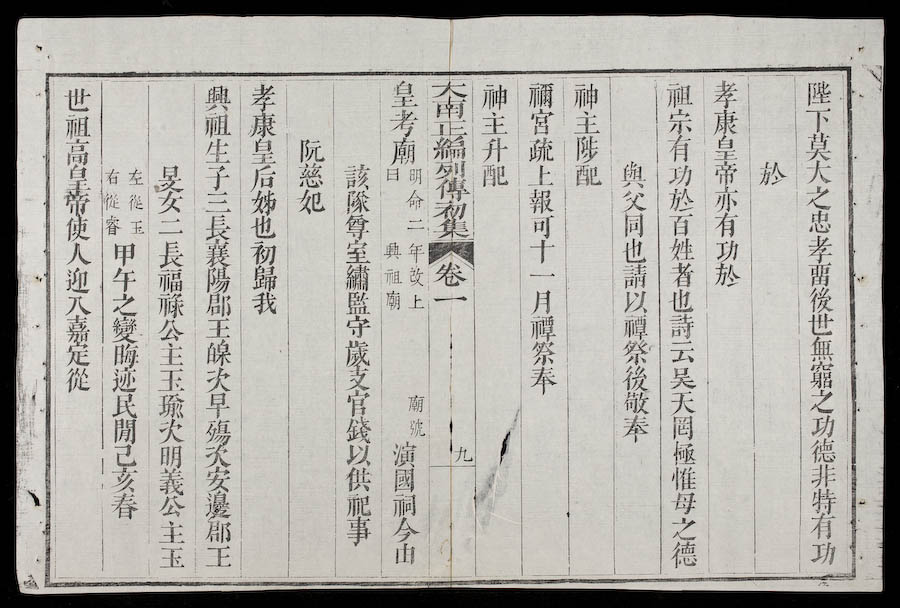 陛下莫大之忠孝畱後世無窮之功德非特有功
於
孝康皇帝亦有功於
祖宗有功於百姓者也詩云昊天罔極惟母之德
與父同也請以禫祭後敬奉
神主陟配
禰宮疏上報可十一月禫祭奉
神主升配
大南正編列傳初集 卷一 九
皇考廟明命二年改上廟號曰興祖廟演國祠今由
該隊尊室繡監守歲支官錢以供祀事
阮慈妃
孝康皇后姊也初歸我
興祖生子三長襄陽郡王㫛次早殤次安邊郡王
旻女二長福祿公主玉瑜次明義公主玉
左從玉右從睿甲午之變晦迹民間己亥春
世祖高皇帝使人迎入嘉定從